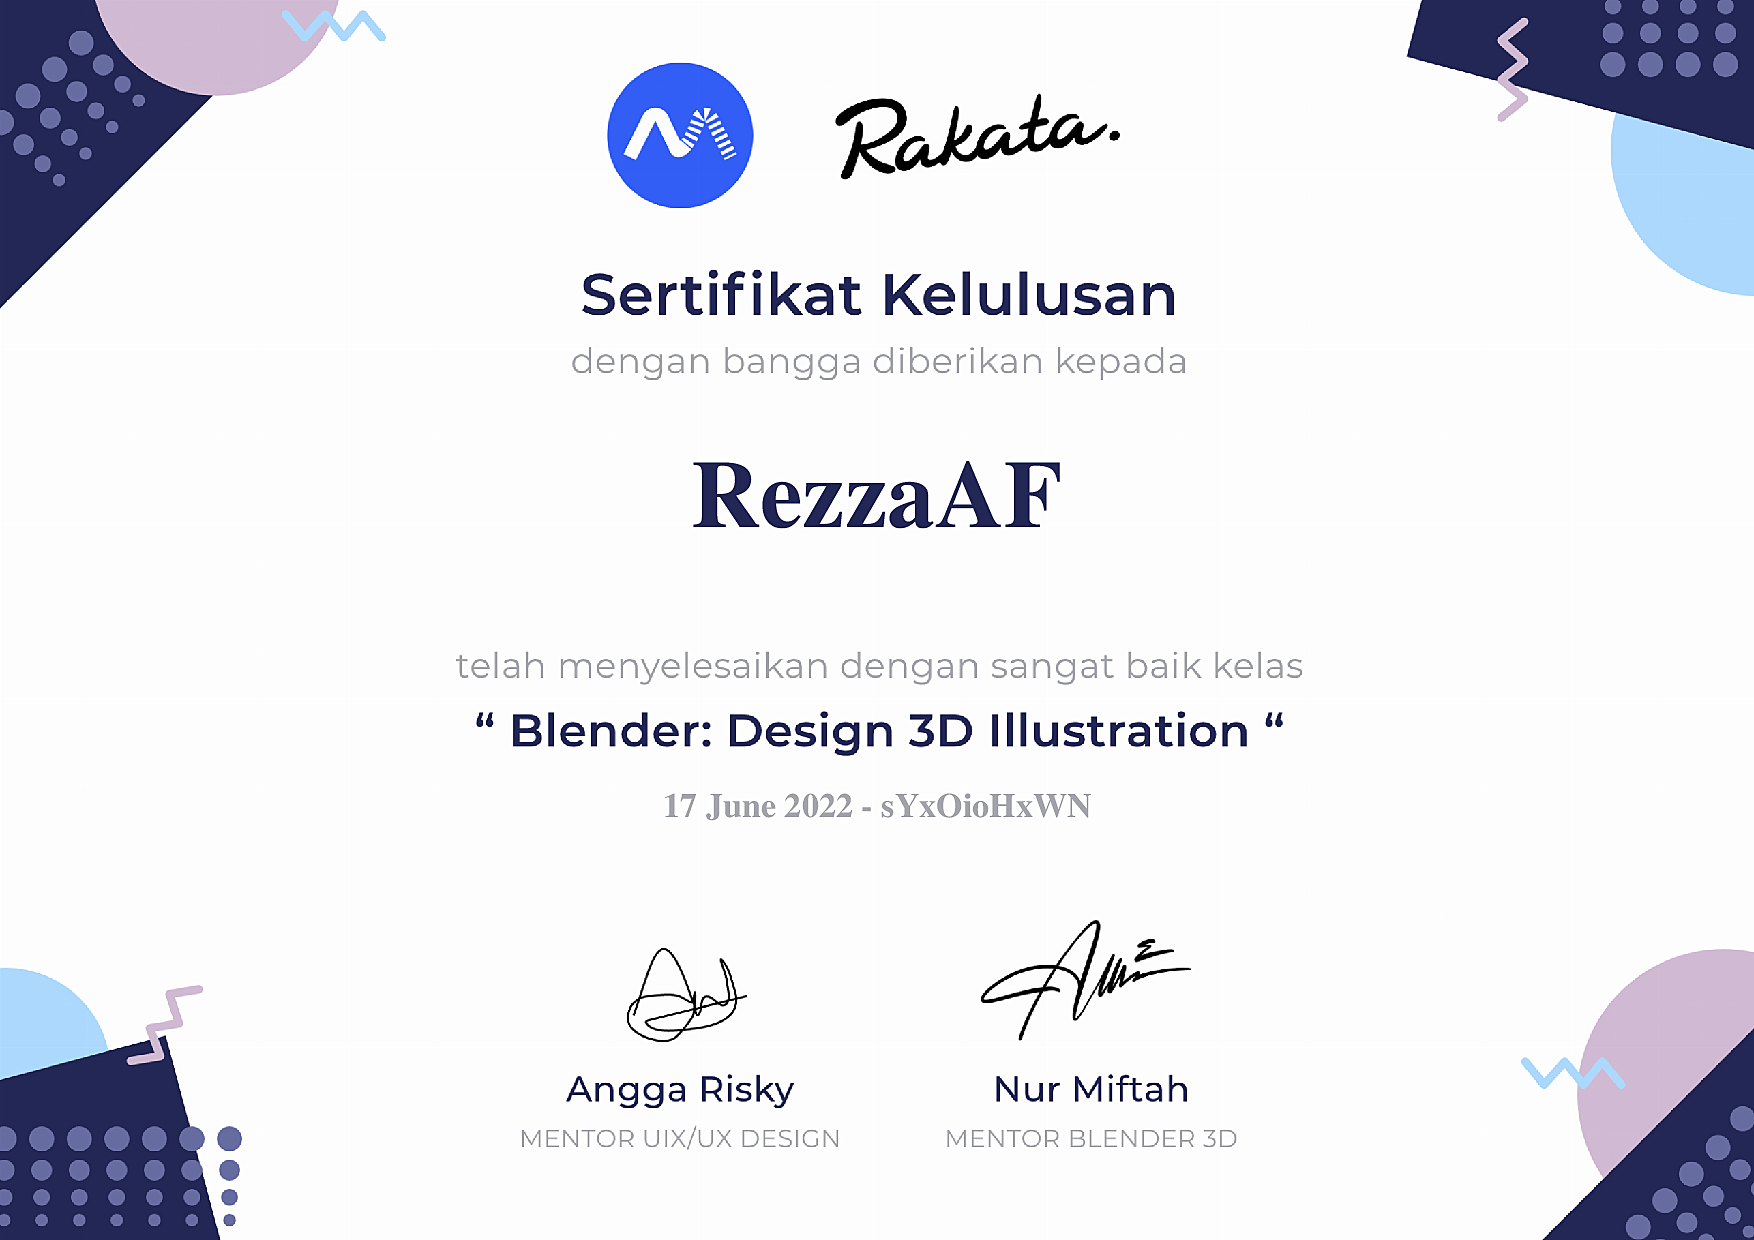 Rakata.
Sertifikat Kelulusan
dengan bangga diberikan kepada
RezzaAF
telah menyelesaikan dengan sangat baik kelas
“ Blender: Design 3D Illustration “
17 June 2022 - sYxOioHxWN
Angga Risky
Nur Miftah
MENTOR UIX/UX DESIGN
MENTOR BLENDER 3D